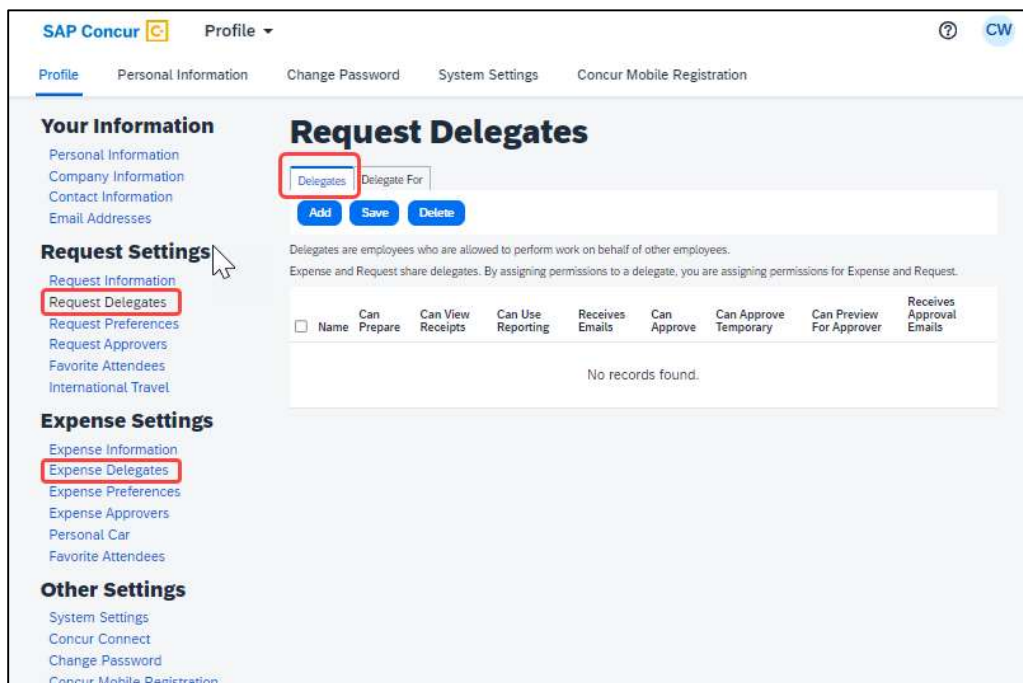 SAP Concur C Profile
CW
Profile Personal Information Change Password System Settings Concur Mobile Registration
Your Information
Personal Information
Company Information
Contact Information
Email Addresses
Request Settings
Request Information
Request Delegates
Request Preferences
Request Approvers
Favorite Attendees
International Travel
Expense Settings
Expense Information
Expense Delegates
Expense Preferences
Expense Approvers
Personal Car
Favorite Attendees
Other Settings
System Settings
Concur Connect
Change Password
Concur Mobile Registration
Request Delegates
Delegates Delegate For
Add Save Delete
Delegates are employees who are allowed to perform work on behalf of other employees.
Expense and Request share delegates. By assigning permissions to a delegate, you are assigning permissions for Expense and Request.
Name Can Prepare Can View Receipts Can Use Reporting Receives Emails Can Approve Can Approve Temporary Can Preview For Approver Receives Approval Emails
No records found.